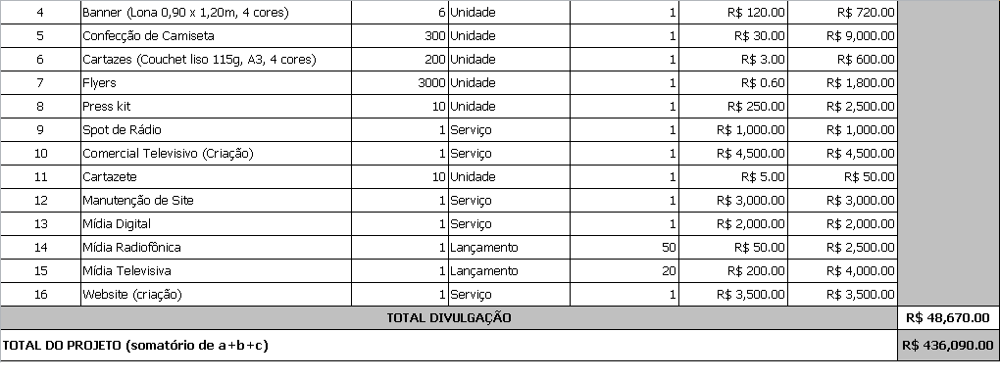 4 Banner (Lona 0,90 x 1,20m, 4 cores) 6 Unidade 1 R$ 120.00 R$ 720.00
5 Confecção de Camiseta 300 Unidade 1 R$ 30.00 R$ 9,000.00
6 Cartazes (Couchet liso 115g, A3, 4 cores) 200 Unidade 1 R$ 3.00 R$ 600.00
7 Flyers 3000 Unidade 1 R$ 0.60 R$ 1,800.00
8 Press kit 10 Unidade 1 R$ 250.00 R$ 2,500.00
9 Spot de Rádio 1 Serviço 1 R$ 1,000.00 R$ 1,000.00
10 Comercial Televisivo (Criação) 1 Serviço 1 R$ 4,500.00 R$ 4,500.00
11 Cartazete 10 Unidade 1 R$ 5.00 R$ 50.00
12 Manutenção de Site 1 Serviço 1 R$ 3,000.00 R$ 3,000.00
13 Mídia Digital 1 Serviço 1 R$ 2,000.00 R$ 2,000.00
14 Mídia Radiofônica 1 Lançamento 50 R$ 50.00 R$ 2,500.00
15 Mídia Televisiva 1 Lançamento 20 R$ 200.00 R$ 4,000.00
16 Website (criação) 1 Serviço 1 R$ 3,500.00 R$ 3,500.00
TOTAL DIVULGAÇÃO R$ 48,670.00
TOTAL DO PROJETO (somatório de a+b+c) R$ 436,090.00